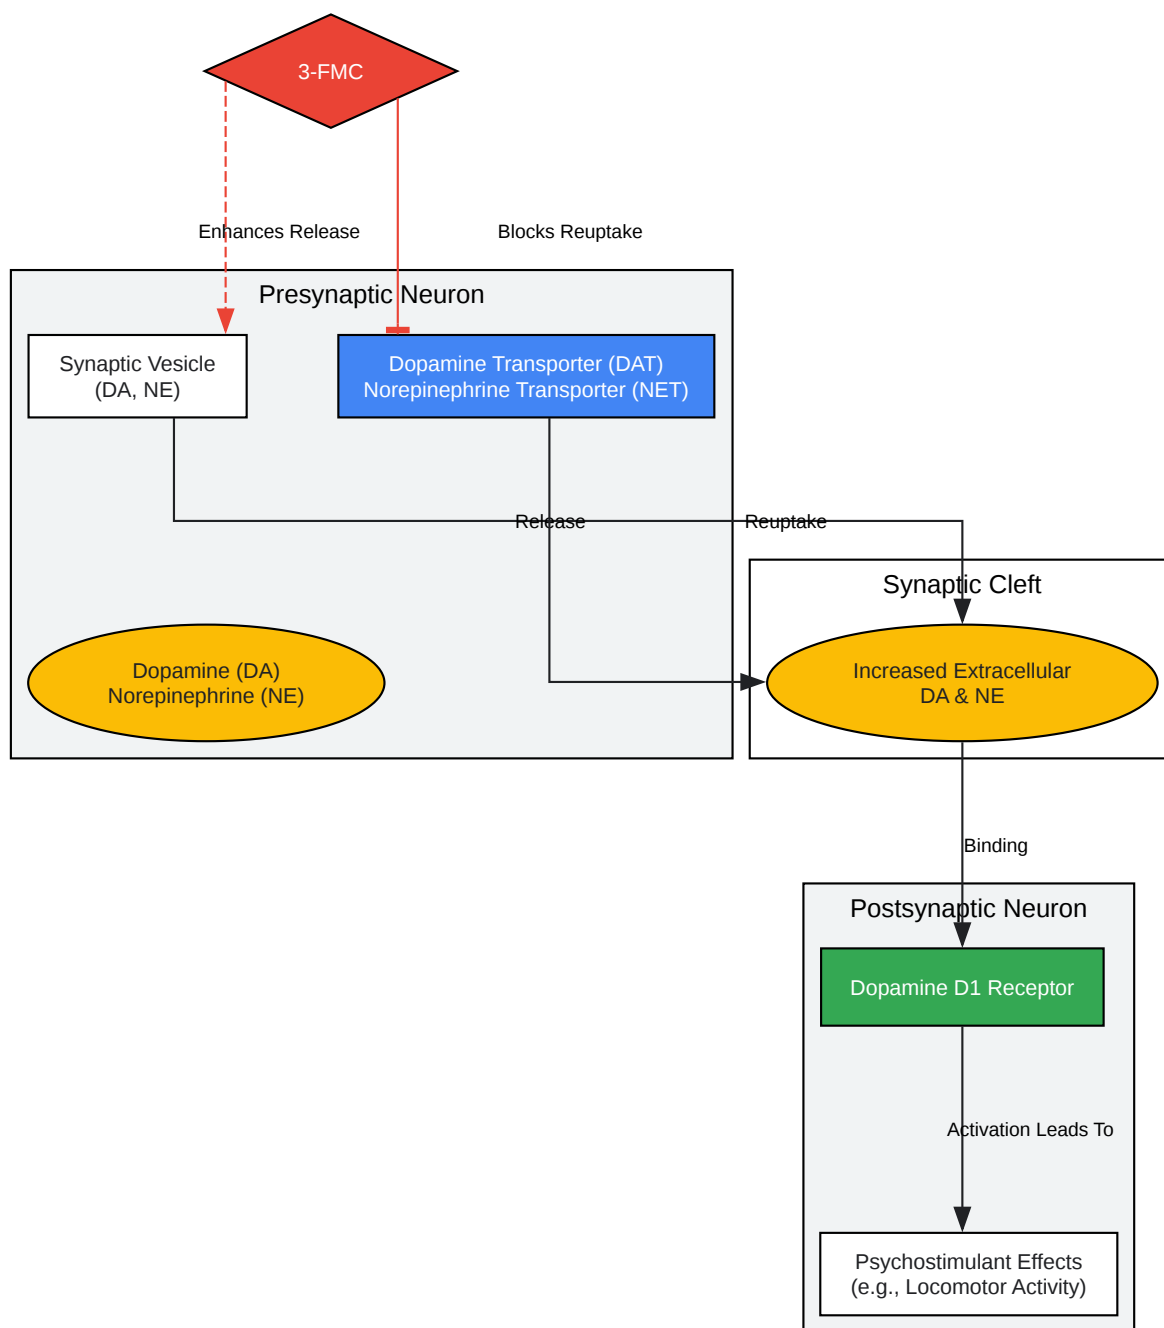 3-FMC
Enhances Release
Blocks Reuptake
Presynaptic Neuron
Synaptic Vesicle
(DA, NE)
Dopamine Transporter (DAT)
Norepinephrine Transporter (NET)
Release
Reuptake
Synaptic Cleft
Dopamine (DA)
Norepinephrine (NE)
Increased Extracellular
DA & NE
Binding
Postsynaptic Neuron
Dopamine D1 Receptor
Activation Leads To
Psychostimulant Effects
(e.g., Locomotor Activity)